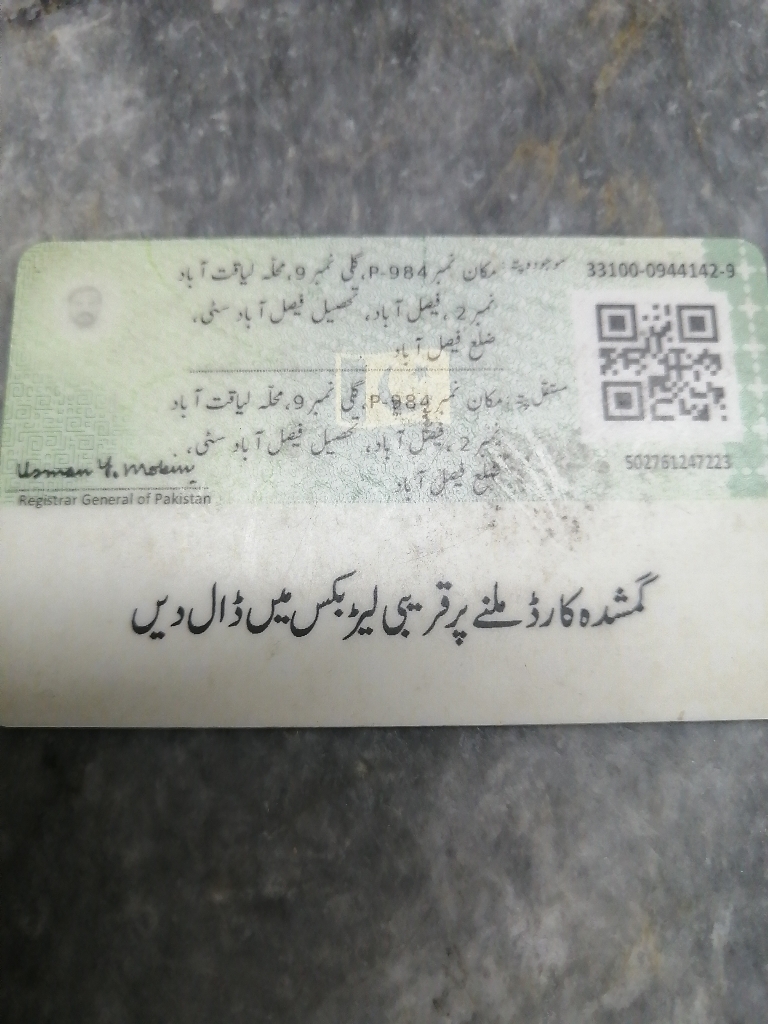 موجودہ پتہ: مکان نمبر P-984، گلی نمبر 9، محلہ لیاقت آباد
نمبر 2، فیصل آباد، تحصیل فیصل آباد سٹی،
ضلع فیصل آباد
33100-0944142-9
مستقل پتہ: مکان نمبر P-984، گلی نمبر 9، محلہ لیاقت آباد
نمبر 2، فیصل آباد، تحصیل فیصل آباد سٹی،
ضلع فیصل آباد
502761247223
Usman Y. Mobin
Registrar General of Pakistan
گمشدہ کارڈ ملنے پر قریبی لیٹر بکس میں ڈال دیں